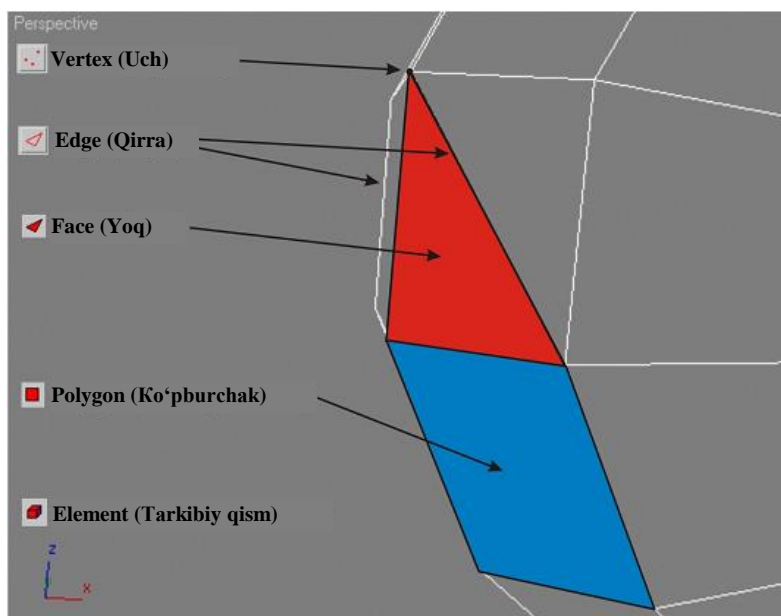 Perspective
Vertex (Uch)
Edge (Qirra)
Face (Yoq)
Polygon (Ko‘pburchak)
Element (Tarkibiy qism)
z
x